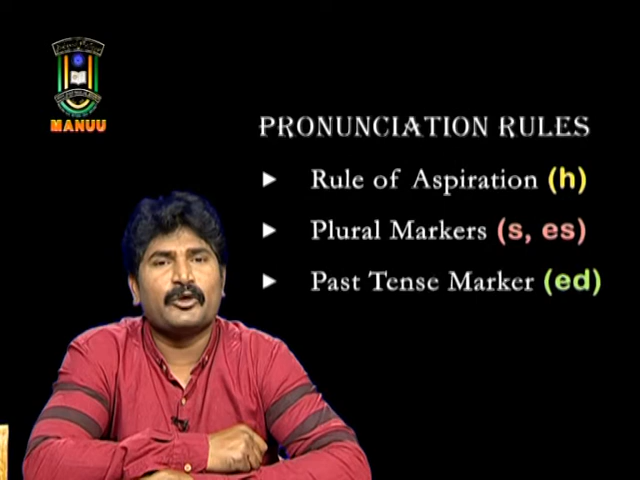 MANUU
PRONUNCIATION RULES
► Rule of Aspiration (h)
► Plural Markers (s, es)
► Past Tense Marker (ed)